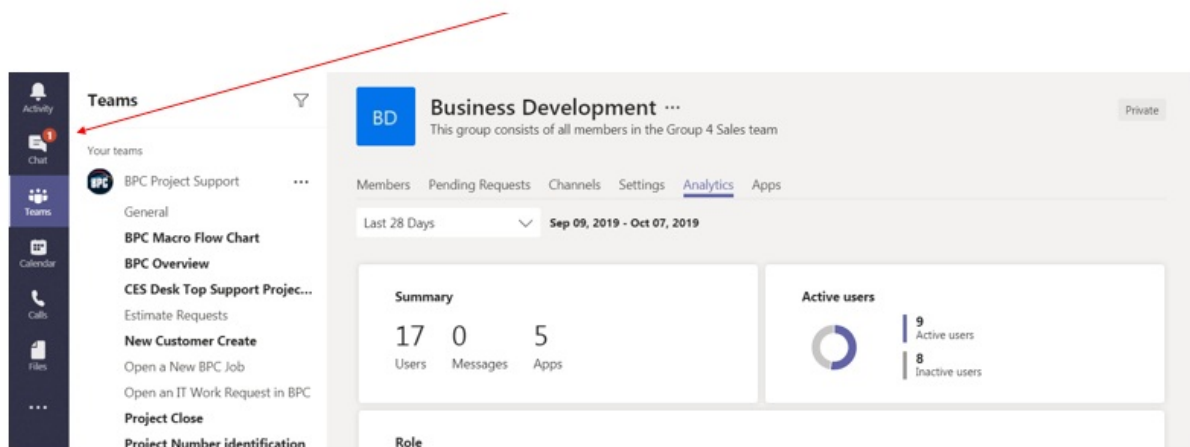 Activity
1
Chat
Teams
Calendar
Calls
Files
...
Teams
Your teams
BPC
BPC Project Support ...
General
BPC Macro Flow Chart
BPC Overview
CES Desk Top Support Projec...
Estimate Requests
New Customer Create
Open a New BPC Job
Open an IT Work Request in BPC
Project Close
Project Number identification
BD
Business Development ...
This group consists of all members in the Group 4 Sales team
Private
Members Pending Requests Channels Settings Analytics Apps
Last 28 Days Sep 09, 2019 - Oct 07, 2019
Summary
17 0 5
Users Messages Apps
Active users
9
Active users
8
Inactive users
Role